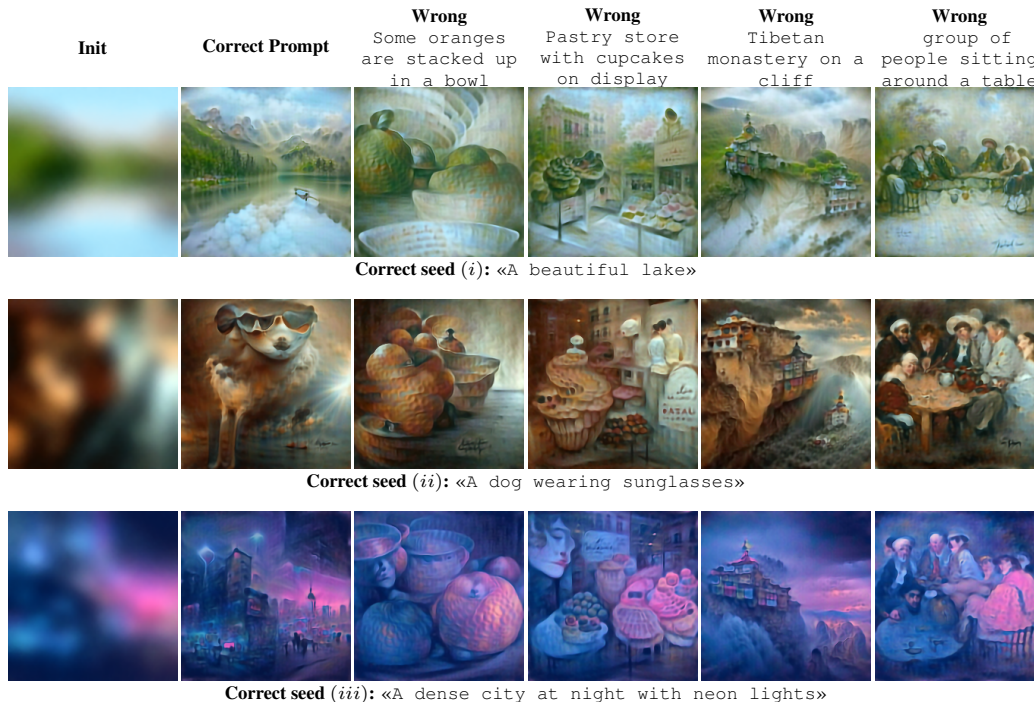 Init
Correct Prompt
Wrong
Some oranges
are stacked up
in a bowl
Wrong
Pastry store
with cupcakes
on display
Wrong
Tibetan
monastery on a
cliff
Wrong
group of
people sitting
around a table
Correct seed (i): «A beautiful lake»
Correct seed (ii): «A dog wearing sunglasses»
Correct seed (iii): «A dense city at night with neon lights»